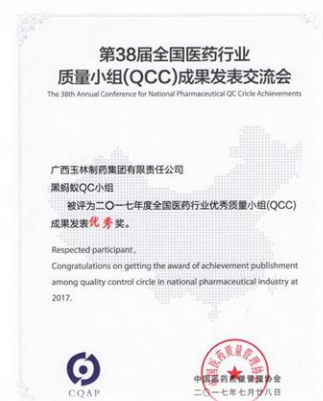 第38届全国医药行业
质量小组(QCC)成果发表交流会
The 38th Annual Conference for National Pharmaceutical QC Cricle Achievements
广西玉林制药集团有限责任公司
黑蚂蚁QC小组
被评为二〇一七年度全国医药行业优秀质量小组(QCC)
成果发表优秀奖。
Respected participant,
Congratulations on getting the award of achievement publishment
among quality control circle in national pharmaceutical industry at
2017.
CQAP
中国医药质量管理协会
二〇一七年七月廿八日